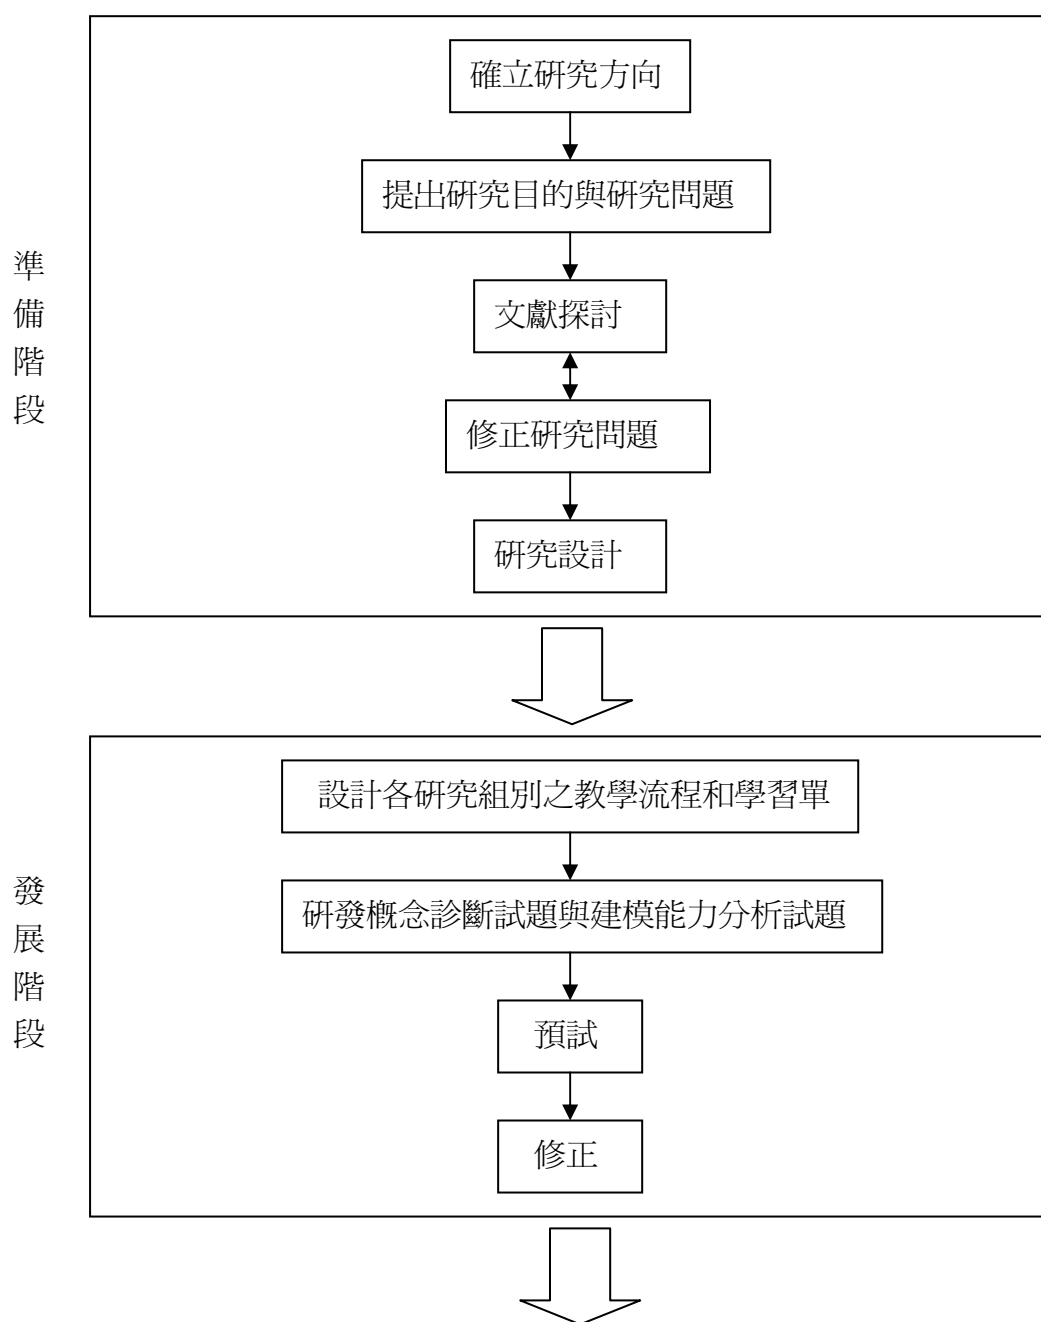 準備階段
確立研究方向
提出研究目的與研究問題
文獻探討
修正研究問題
研究設計
發展階段
設計各研究組別之教學流程和學習單
研發概念診斷試題與建模能力分析試題
預試
修正